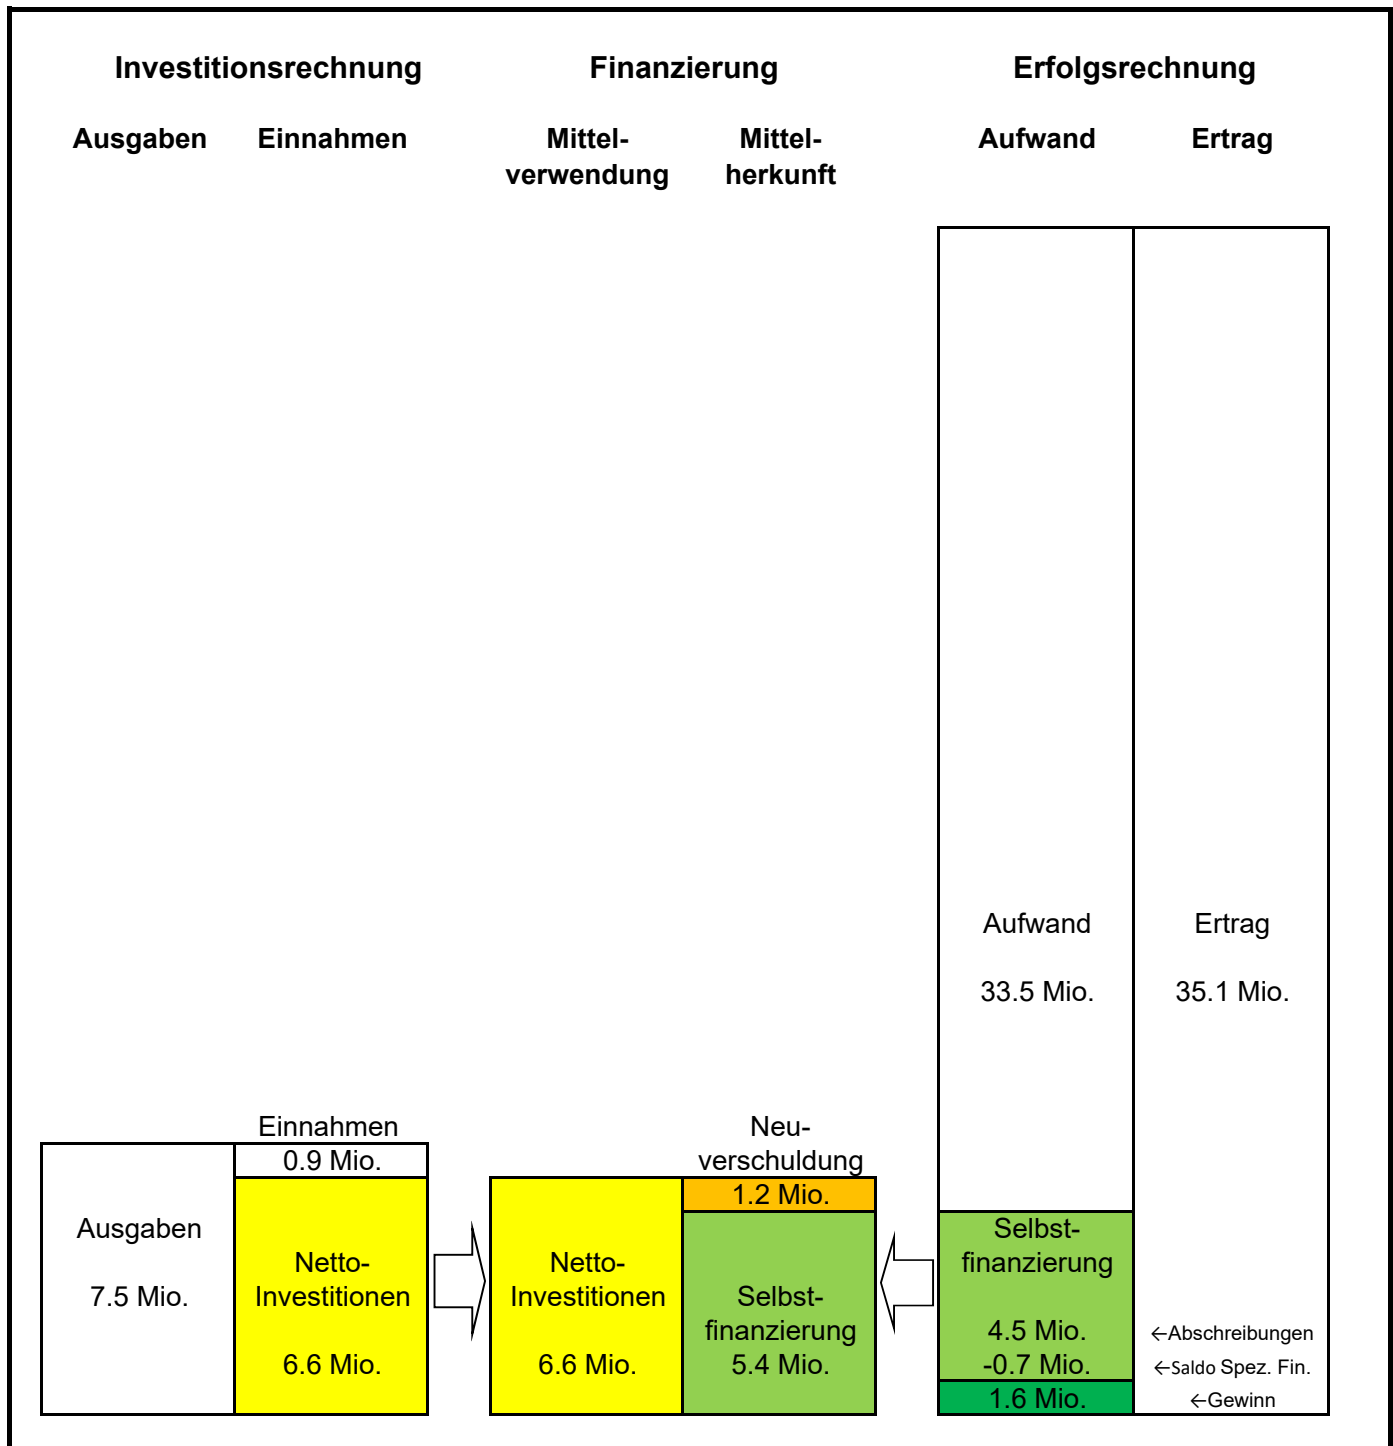 Investitionsrechnung
Finanzierung
Erfolgsrechnung
Ausgaben
Einnahmen
Mittel-
verwendung
Mittel-
herkunft
Aufwand
Ertrag
Aufwand
33.5 Mio.
Ertrag
35.1 Mio.
Ausgaben
7.5 Mio.
Einnahmen
0.9 Mio.
Netto-
Investitionen
6.6 Mio.
Netto-
Investitionen
6.6 Mio.
Neu-
verschuldung
1.2 Mio.
Selbst-
finanzierung
5.4 Mio.
Selbst-
finanzierung
4.5 Mio.
←Abschreibungen
-0.7 Mio.
←Saldo Spez. Fin.
1.6 Mio.
←Gewinn